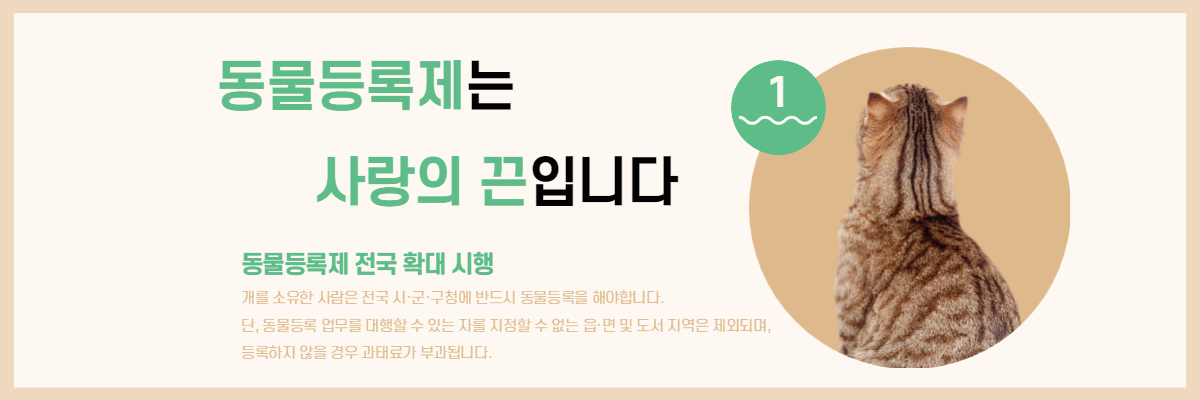 동물등록제는
사랑의 끈입니다
1
동물등록제 전국 확대 시행
개를 소유한 사람은 전국 시·군·구청에 반드시 동물등록을 해야합니다.
단, 동물등록 업무를 대행할 수 있는 자를 지정할 수 없는 읍·면 및 도서 지역은 제외되며,
등록하지 않을 경우 과태료가 부과됩니다.